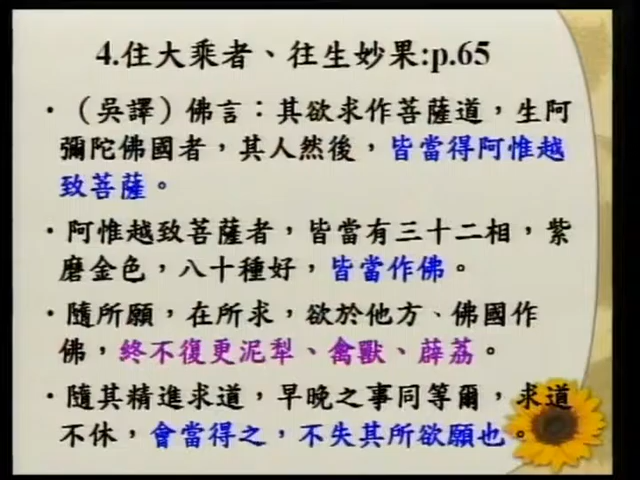 4.住大乘者、往生妙果:p.65
•（吳譯）佛言：其欲求作菩薩道，生阿
彌陀佛國者，其人然後，皆當得阿惟越
致菩薩。
•阿惟越致菩薩者，皆當有三十二相，紫
磨金色，八十種好，皆當作佛。
•隨所願，在所求，欲於他方、佛國作
佛，終不復更泥犁、禽獸、薜荔。
•隨其精進求道，早晚之事同等爾，求道
不休，會當得之，不失其所欲願也。